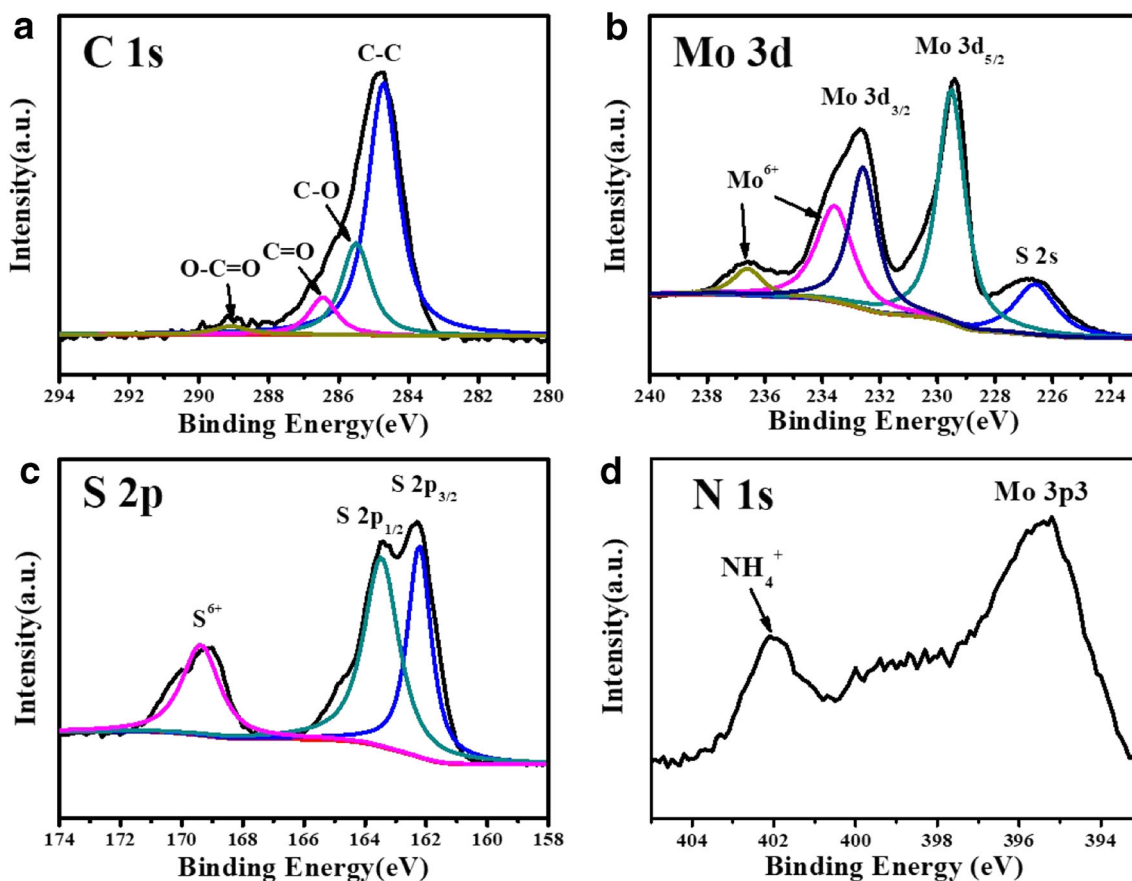 a
C 1s
C-C
C-O
C=O
O-C=O
Intensity(a.u.)
294 292 290 288 286 284 282 280
Binding Energy(eV)
b
Mo 3d
Mo 3d5/2
Mo 3d3/2
Mo6+
S 2s
Intensity(a.u.)
240 238 236 234 232 230 228 226 224
Binding Energy(eV)
c
S 2p
S 2p3/2
S 2p1/2
S6+
Intensity(a.u.)
174 172 170 168 166 164 162 160 158
Binding Energy(eV)
d
N 1s
Mo 3p3
NH4+
Intensity(a.u.)
404 402 400 398 396 394
Binding Energy (eV)